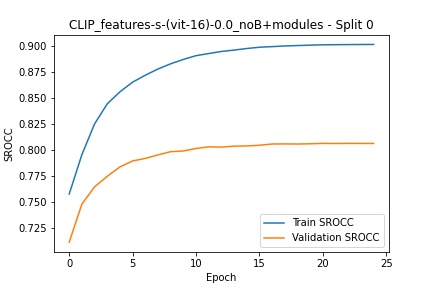 CLIP_features-s-(vit-16)-0.0_noB+modules - Split 0
0.900
0.875
0.850
0.825
0.800
0.775
0.750
0.725
SROCC
Train SROCC
Validation SROCC
0 5 10 15 20 25
Epoch